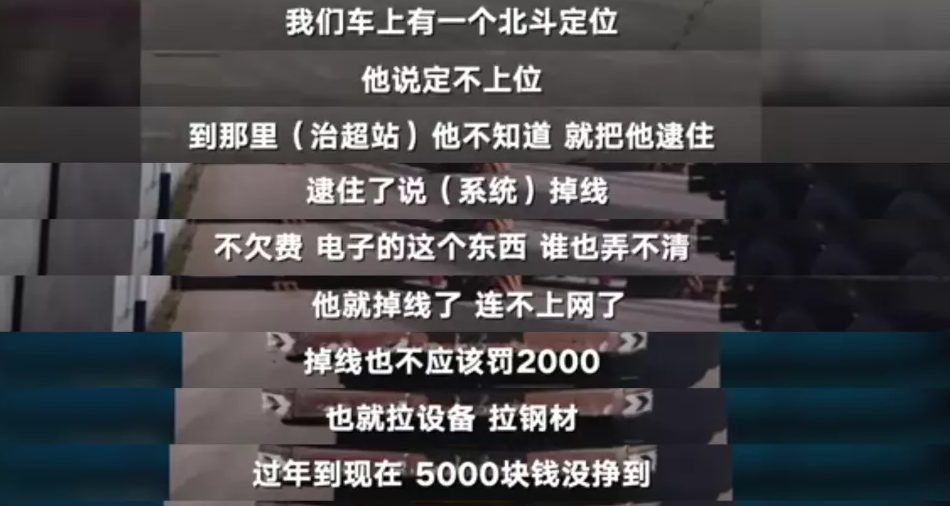 我们车上有一个北斗定位
他说定不上位
到那里（治超站）他不知道 就把他逮住
逮住了说（系统）掉线
不欠费 电子的这个东西 谁也弄不清
他就掉线了 连不上网了
掉线也不应该罚2000
也就拉设备 拉钢材
过年到现在 5000块钱没挣到